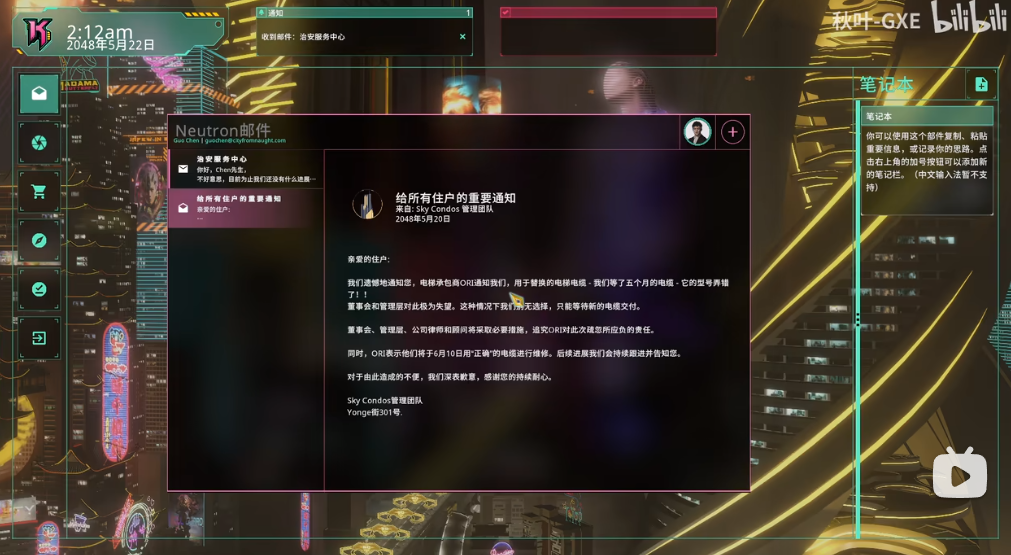 2:12am
2048年5月22日
通知
1
收到邮件：治安服务中心
秋叶-GXE bilibili
MADAMA
Neutron邮件
Guo Chen | guochen@cityfromnaught.com
治安服务中心
你好，Chen先生，
不好意思，目前为止我们还没有什么进展…
给所有住户的重要通知
亲爱的住户：
...
给所有住户的重要通知
来自: Sky Condos 管理团队
2048年5月20日
亲爱的住户：
我们遗憾地通知您，电梯承包商ORI通知我们，用于替换的电梯电缆 - 我们等了五个月的电缆 - 它的型号弄错
了！！
董事会和管理层对此极为失望。这种情况下我们别无选择，只能等待新的电缆交付。
董事会、管理层、公司律师和顾问将采取必要措施，追究ORI对此次疏忽所应负的责任。
同时，ORI表示他们将于6月10日用“正确”的电缆进行维修。后续进展我们会持续跟进并告知您。
对于由此造成的不便，我们深表歉意，感谢您的持续耐心。
Sky Condos管理团队
Yonge街301号.
笔记本
笔记本
你可以使用这个部件复制、粘贴
重要信息，或记录你的思路。点
击右上角的加号按钮可以添加新
的笔记栏。（中文输入法暂不支
持）